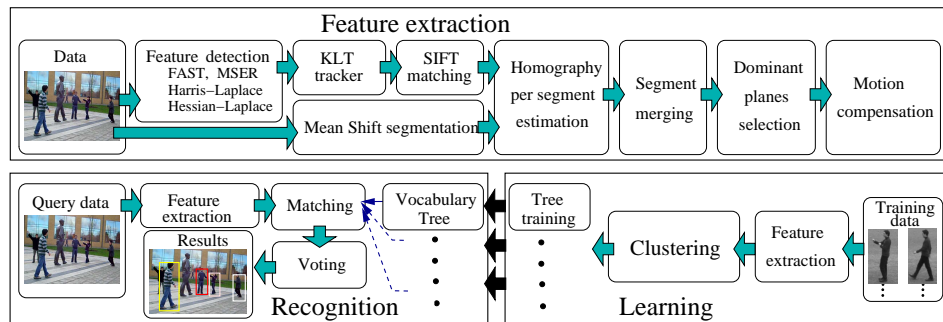 Feature extraction
Data
Feature detection
FAST, MSER
Harris−Laplace
Hessian−Laplace
KLT
tracker
SIFT
matching
Mean Shift segmentation
Homography
per segment
estimation
Segment
merging
Dominant
planes
selection
Motion
compensation
Query data
Feature
extraction
Matching
Vocabulary
Tree
Results
Voting
Recognition
Tree
training
Clustering
Feature
extraction
Training
data
Learning